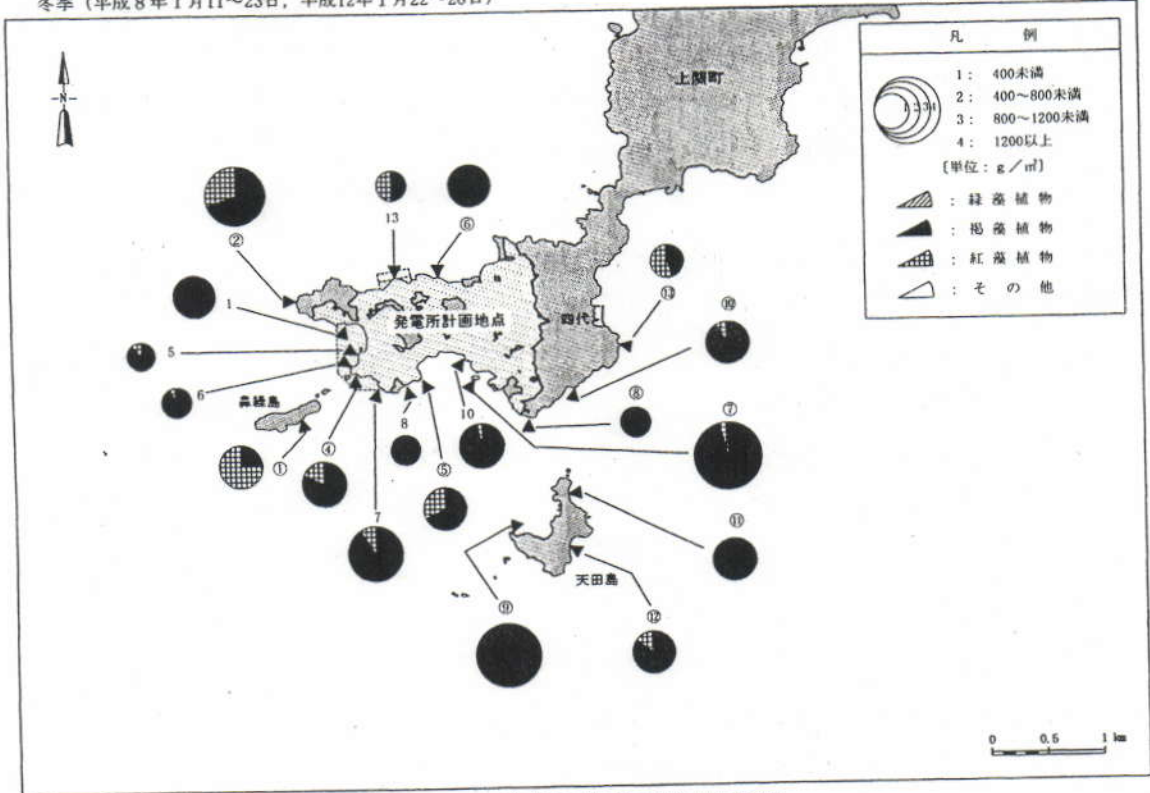 冬季（平成8年1月11～23日，平成12年1月22～26日）
N
上関町
凡 例
1 2 3 4
1： 400未満
2： 400～800未満
3： 800～1200未満
4： 1200以上
〔単位：g／㎡〕
：緑藻植物
：褐藻植物
：紅藻植物
：その他
②
13
⑥
⑬
1
発電所計画地点
四代
⑩
5
6
鼻繰島
①
④
7
8
⑤
10
⑧
⑦
⑪
天田島
⑨
⑫
0 0.5 1 km